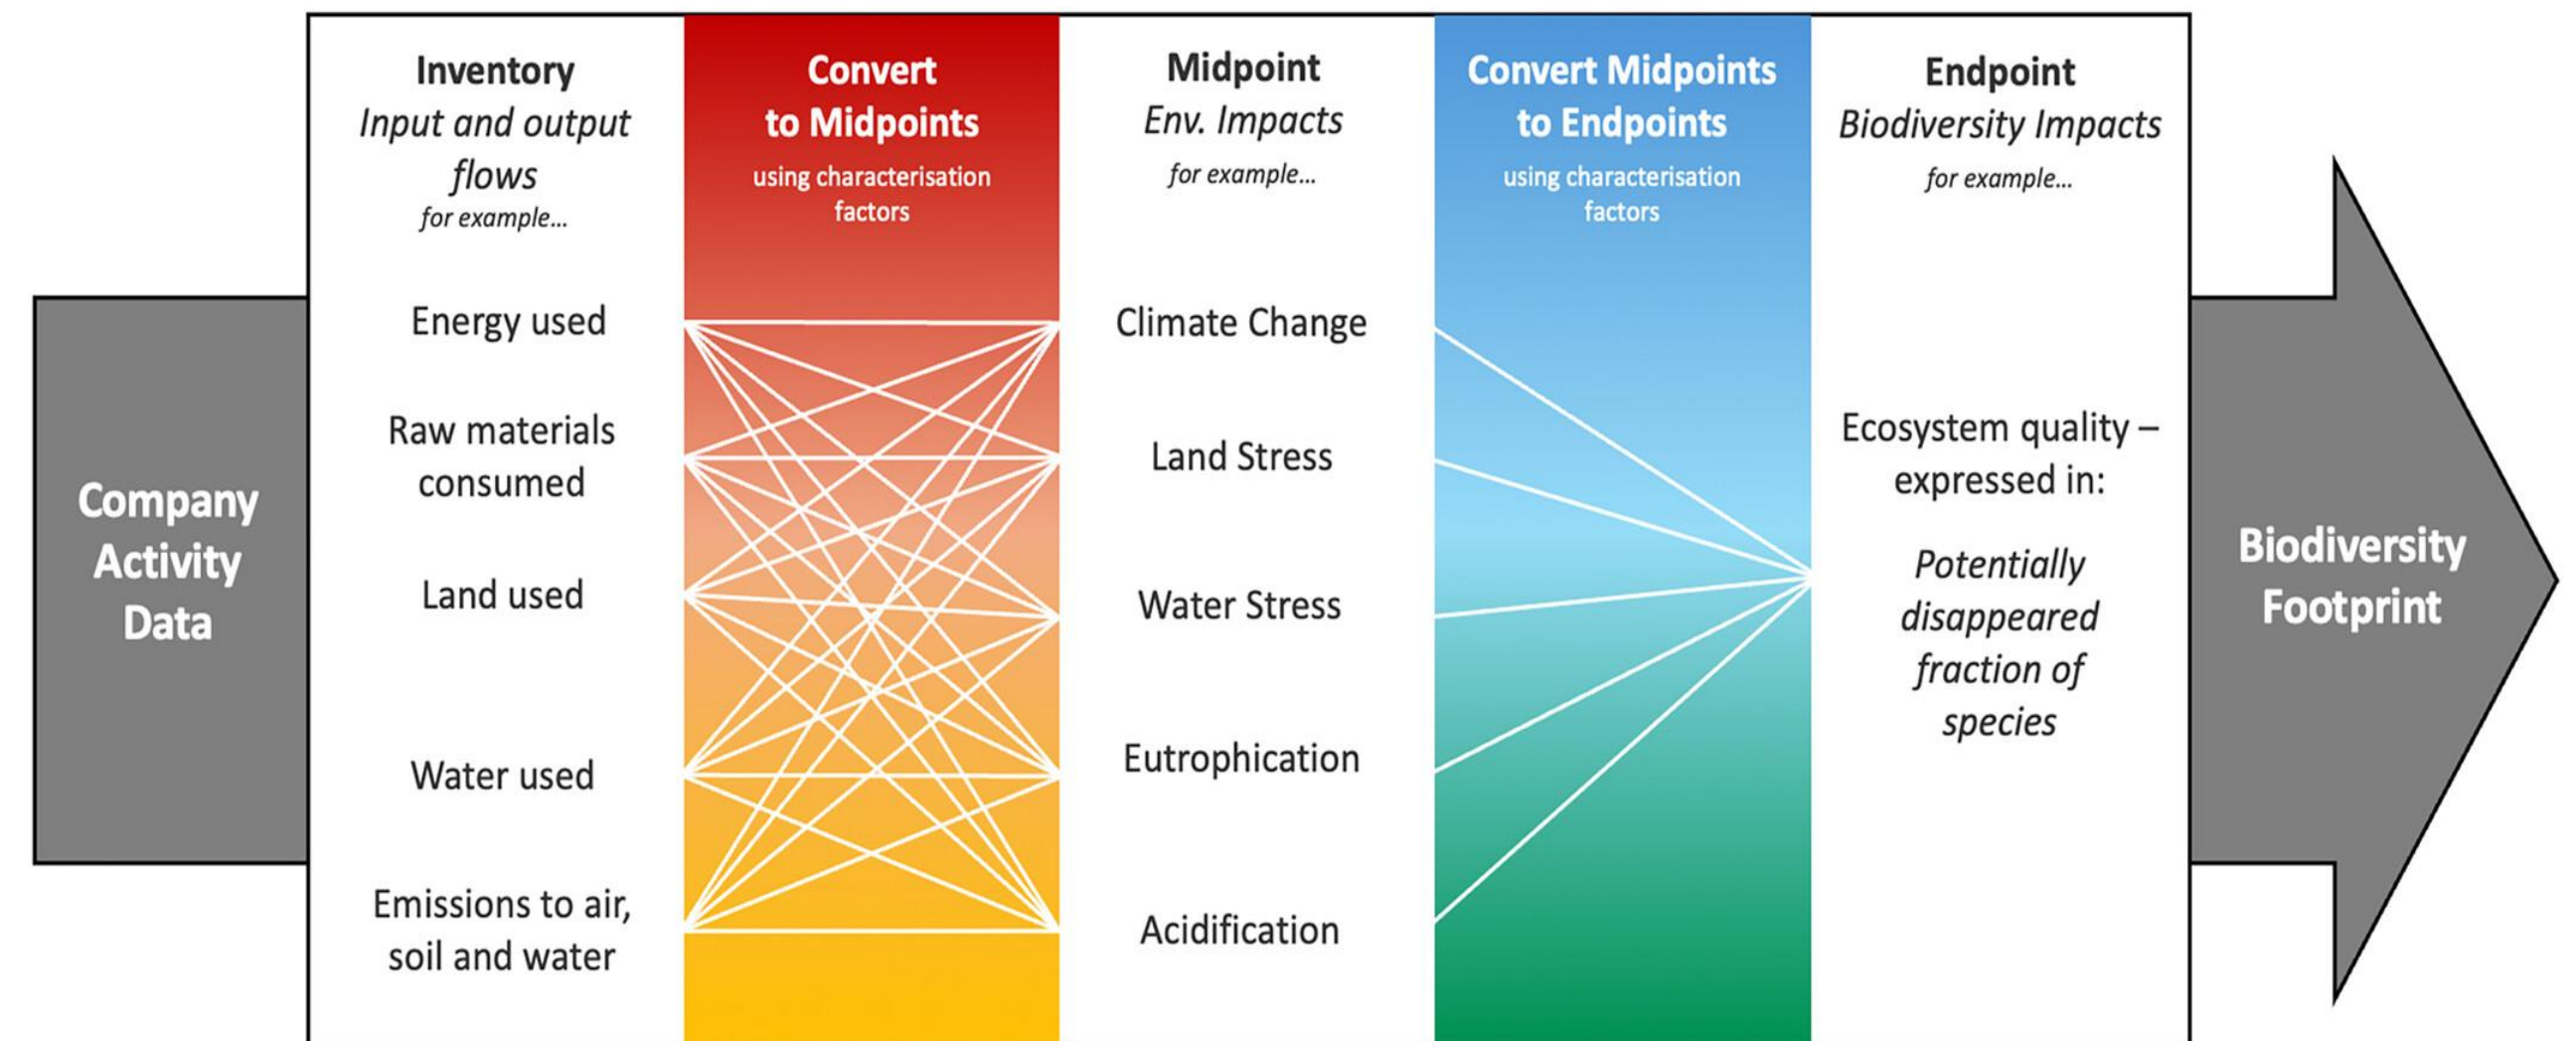 Company
Activity
Data
Inventory
Input and output
flows
for example...
Energy used
Raw materials
consumed
Land used
Water used
Emissions to air,
soil and water
Convert
to Midpoints
using characterisation
factors
Midpoint
Env. Impacts
for example...
Climate Change
Land Stress
Water Stress
Eutrophication
Acidification
Convert Midpoints
to Endpoints
using characterisation
factors
Endpoint
Biodiversity Impacts
for example...
Ecosystem quality –
expressed in:
Potentially
disappeared
fraction of
species
Biodiversity
Footprint